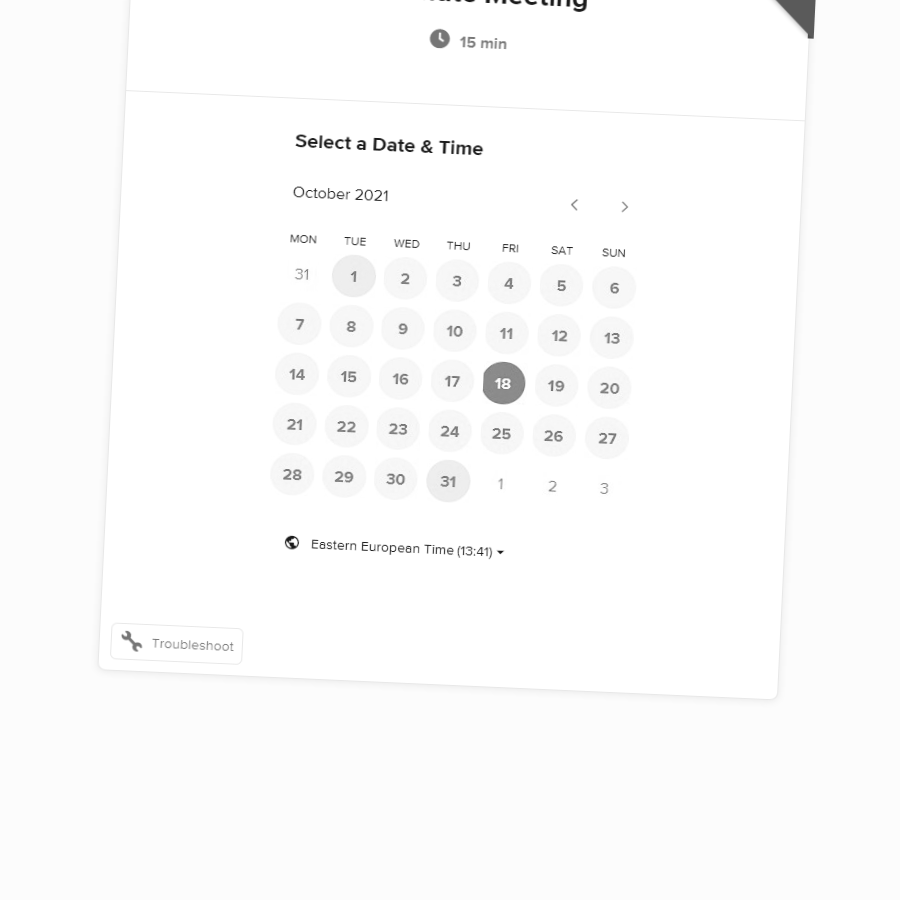 Meeting
15 min
Select a Date & Time
October 2021
MON TUE WED THU FRI SAT SUN
31 1 2 3 4 5 6
7 8 9 10 11 12 13
14 15 16 17 18 19 20
21 22 23 24 25 26 27
28 29 30 31 1 2 3
Eastern European Time (13:41)
Troubleshoot